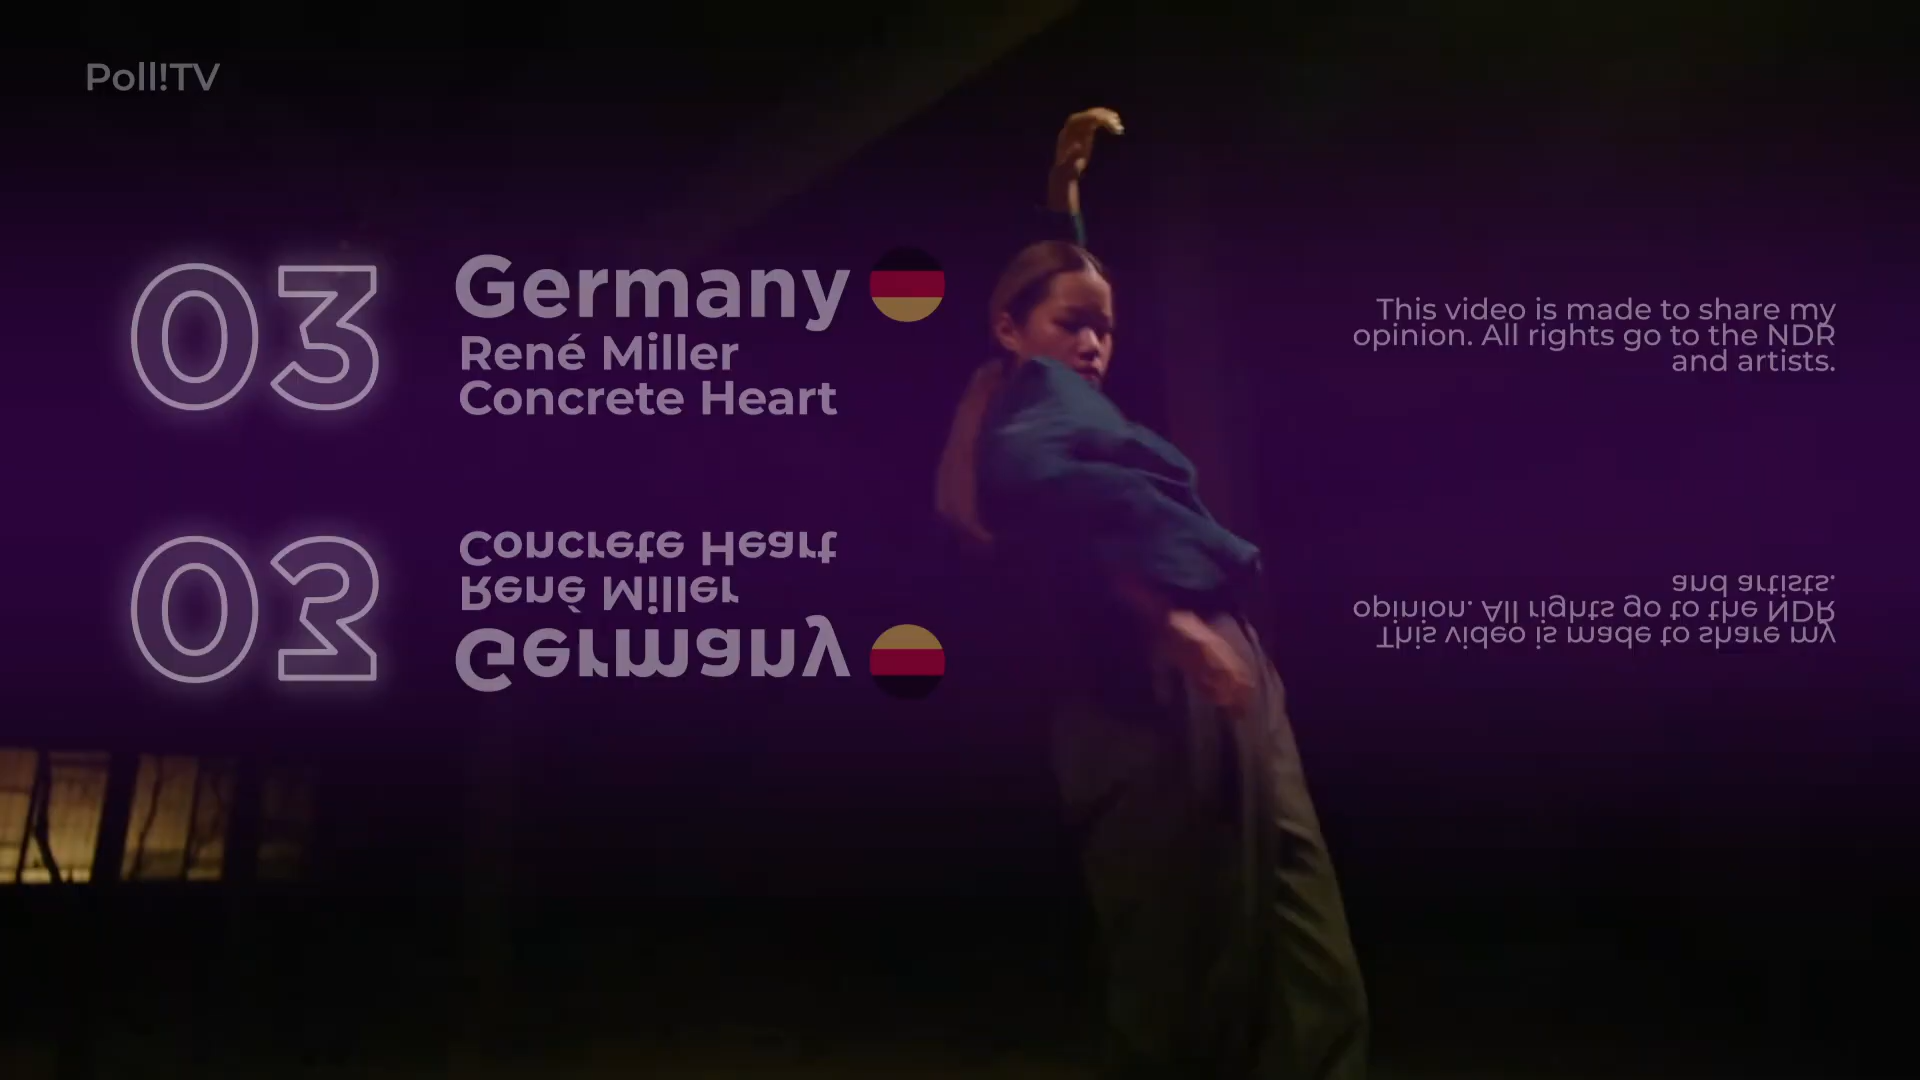 Poll!TV
03
Germany
René Miller
Concrete Heart
This video is made to share my
opinion. All rights go to the NDR
and artists.
03
Concrete Heart
René Miller
Germany
and artists.
opinion. All rights go to the NDR
This video is made to share my